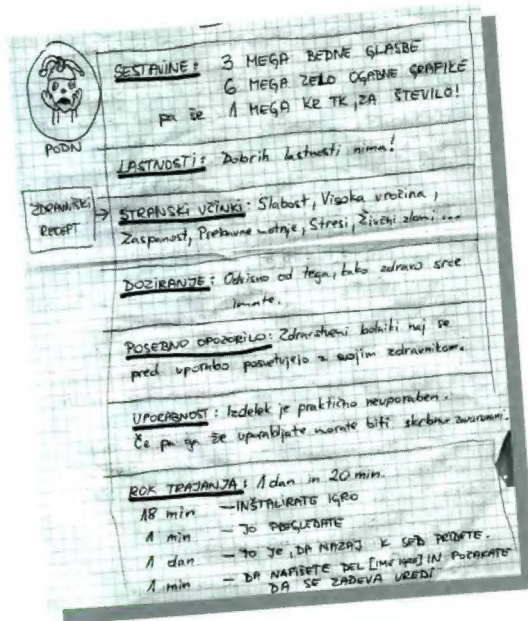 SESTAVINE: 3 MEGA BEDNE GLASBE
6 MEGA ZELO OGABNE GRAFIKE
pa še 1 MEGA KR TK, ZA ŠTEVILO!
PODN
LASTNOSTI: Dobrih lastnosti nima!
ZDRAVNIŠKI
RECEPT
STRANSKI UČINKI: Slabost, Visoka vročina,
Zaspanost, Prebavne motnje, Stresi, Živčni zlomi ...
DOZIRANJE: Odvisno od tega, kako zdravo srce
imate.
POSEBNO OPOZORILO: Zdravstveni bolniki naj se
pred uporabo posvetujejo z svojim zdravnikom.
UPORABNOST: Izdelek je praktično neuporaben.
Če pa ga že uporabljate morate biti skrbno zavarovani.
ROK TRAJANJA: 1 dan in 20 min.
18 min – INŠTALIRATE IGRO
1 min – JO POGLEDATE
1 dan – TO JE, DA NAZAJ K SEB PRIDETE.
1 min – DA NAPIŠETE DEL [IME IGRE] IN POČAKATE
DA SE ZADEVA UREDI